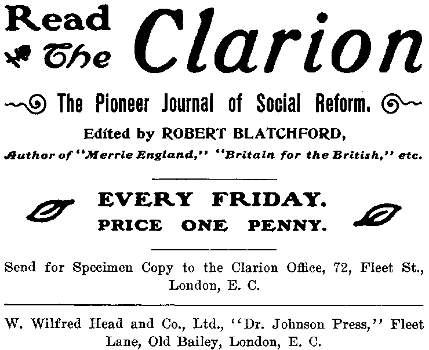 Read
The Clarion
The Pioneer Journal of Social Reform.
Edited by ROBERT BLATCHFORD,
Author of "Merrie England," "Britain for the British," etc.
EVERY FRIDAY.
PRICE ONE PENNY.
Send for Specimen Copy to the Clarion Office, 72, Fleet St.,
London, E. C.
W. Wilfred Head and Co., Ltd., "Dr. Johnson Press," Fleet
Lane, Old Bailey, London, E. C.